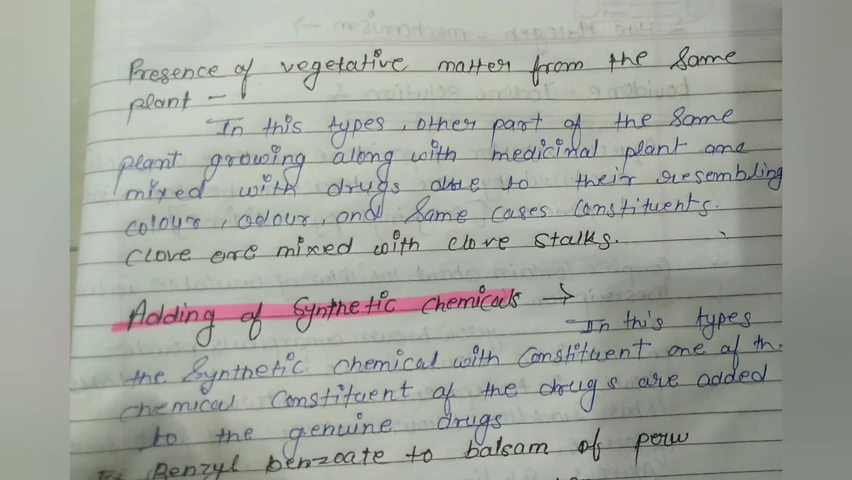 Presence of vegetative matter from the same
plant -
In this types, other part of the same
plant growing along with medicinal plant and
mixed with drugs due to their resembling
colour, odour, and same cases constituents.
Clove are mixed with clove stalks.
Adding of Synthetic chemicals →
In this types
the synthetic chemical with constituent one of th.
chemical constituent of the drugs are added
to the genuine drugs
Benzyl benzoate to balsam of peru